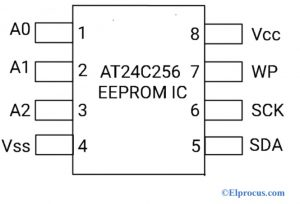 A0 1 8 Vcc
A1 2 AT24C256 7 WP
EEPROM IC
A2 3 6 SCK
Vss 4 5 SDA
©Elprocus.com